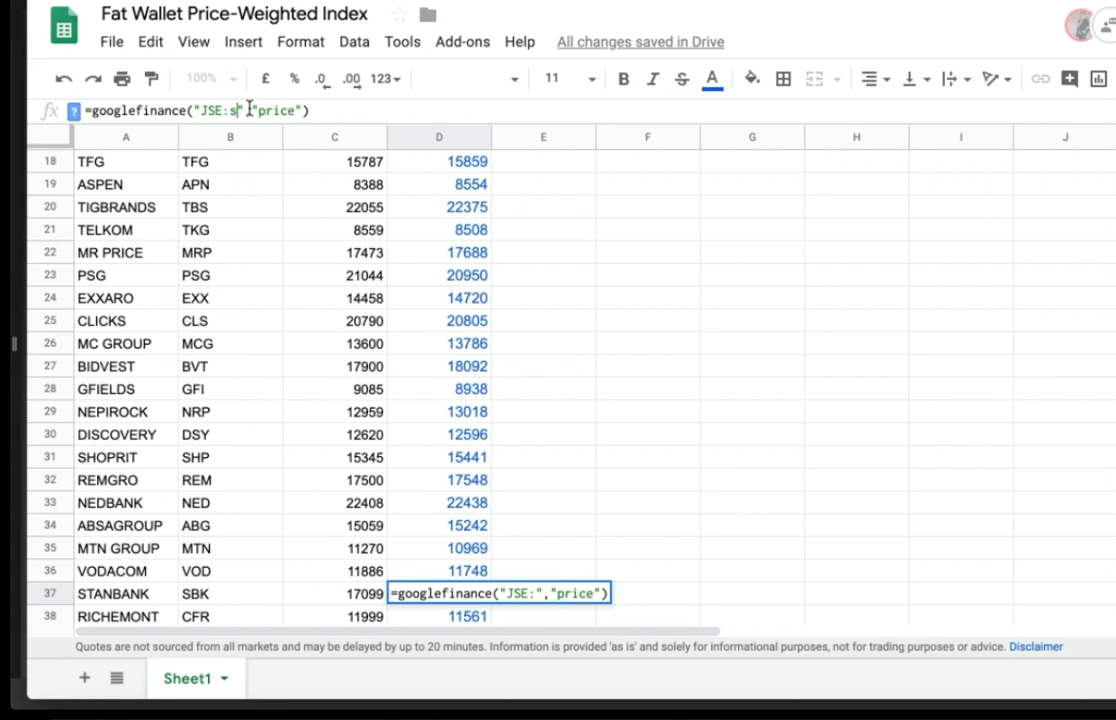 Fat Wallet Price-Weighted Index
File Edit View Insert Format Data Tools Add-ons Help All changes saved in Drive
100% £ % .0 .00 123 11 B I S A
fx ? =googlefinance("JSE:s" "price")
A B C D E F G H I J
18 TFG TFG 15787 15859
19 ASPEN APN 8388 8554
20 TIGBRANDS TBS 22055 22375
21 TELKOM TKG 8559 8508
22 MR PRICE MRP 17473 17688
23 PSG PSG 21044 20950
24 EXXARO EXX 14458 14720
25 CLICKS CLS 20790 20805
26 MC GROUP MCG 13600 13786
27 BIDVEST BVT 17900 18092
28 GFIELDS GFI 9085 8938
29 NEPIROCK NRP 12959 13018
30 DISCOVERY DSY 12620 12596
31 SHOPRIT SHP 15345 15441
32 REMGRO REM 17500 17548
33 NEDBANK NED 22408 22438
34 ABSAGROUP ABG 15059 15242
35 MTN GROUP MTN 11270 10969
36 VODACOM VOD 11886 11748
37 STANBANK SBK 17099 =googlefinance("JSE:","price")
38 RICHEMONT CFR 11999 11561
Quotes are not sourced from all markets and may be delayed by up to 20 minutes. Information is provided 'as is' and solely for informational purposes, not for trading purposes or advice. Disclaimer
+ Sheet1